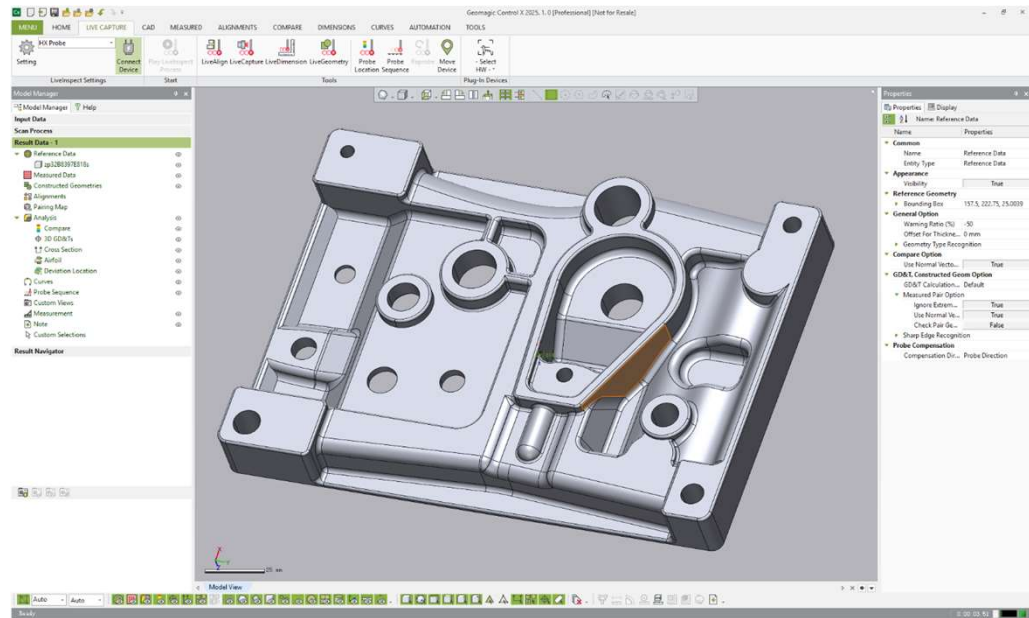 Geomagic Control X 2025. 1. 0 [Professional] [Not for Resale]
MENU HOME LIVE CAPTURE CAD MEASURED ALIGNMENTS COMPARE DIMENSIONS CURVES AUTOMATION TOOLS
HX Probe
Setting
Connect Device
Play LiveInspect Process
LiveAlign LiveCapture LiveDimension LiveGeometry
Probe Location
Probe Sequence
Move Device
- Select HW - ˅
LiveInspect Settings Start Tools Plug-In Devices
Model Manager
Model Manager Help
Input Data
Scan Process
Result Data - 1
Reference Data
Measured Data
Constructed Geometries
Alignments
Pairing Map
Analysis
Compare
3D GD&Ts
Cross Section
Airfoil
Deviation Location
Curves
Probe Sequence
Custom Views
Measurement
Note
Custom Selections
Result Navigator
Properties
Properties Display
Name: Reference Data
Name Properties
Common
Name Reference Data
Entity Type Reference Data
Appearance
Visibility True
Reference Geometry
Bounding Box 157.5, 222.75, 25.0039
General Option
Warning Ratio (%) -50
Offset For Thickne... 0 mm
Geometry Type Recognition
Compare Option
Use Normal Vecto... True
GD&T, Constructed Geom Option
GD&T Calculation... Default
Measured Pair Option
Ignore Extrem... True
Use Normal Ve... True
Check Pair Ge... False
Sharp Edge Recognition
Probe Compensation
Compensation Dir... Probe Direction
X
Y
Z
25 mm
Model View
Auto Auto
Ready